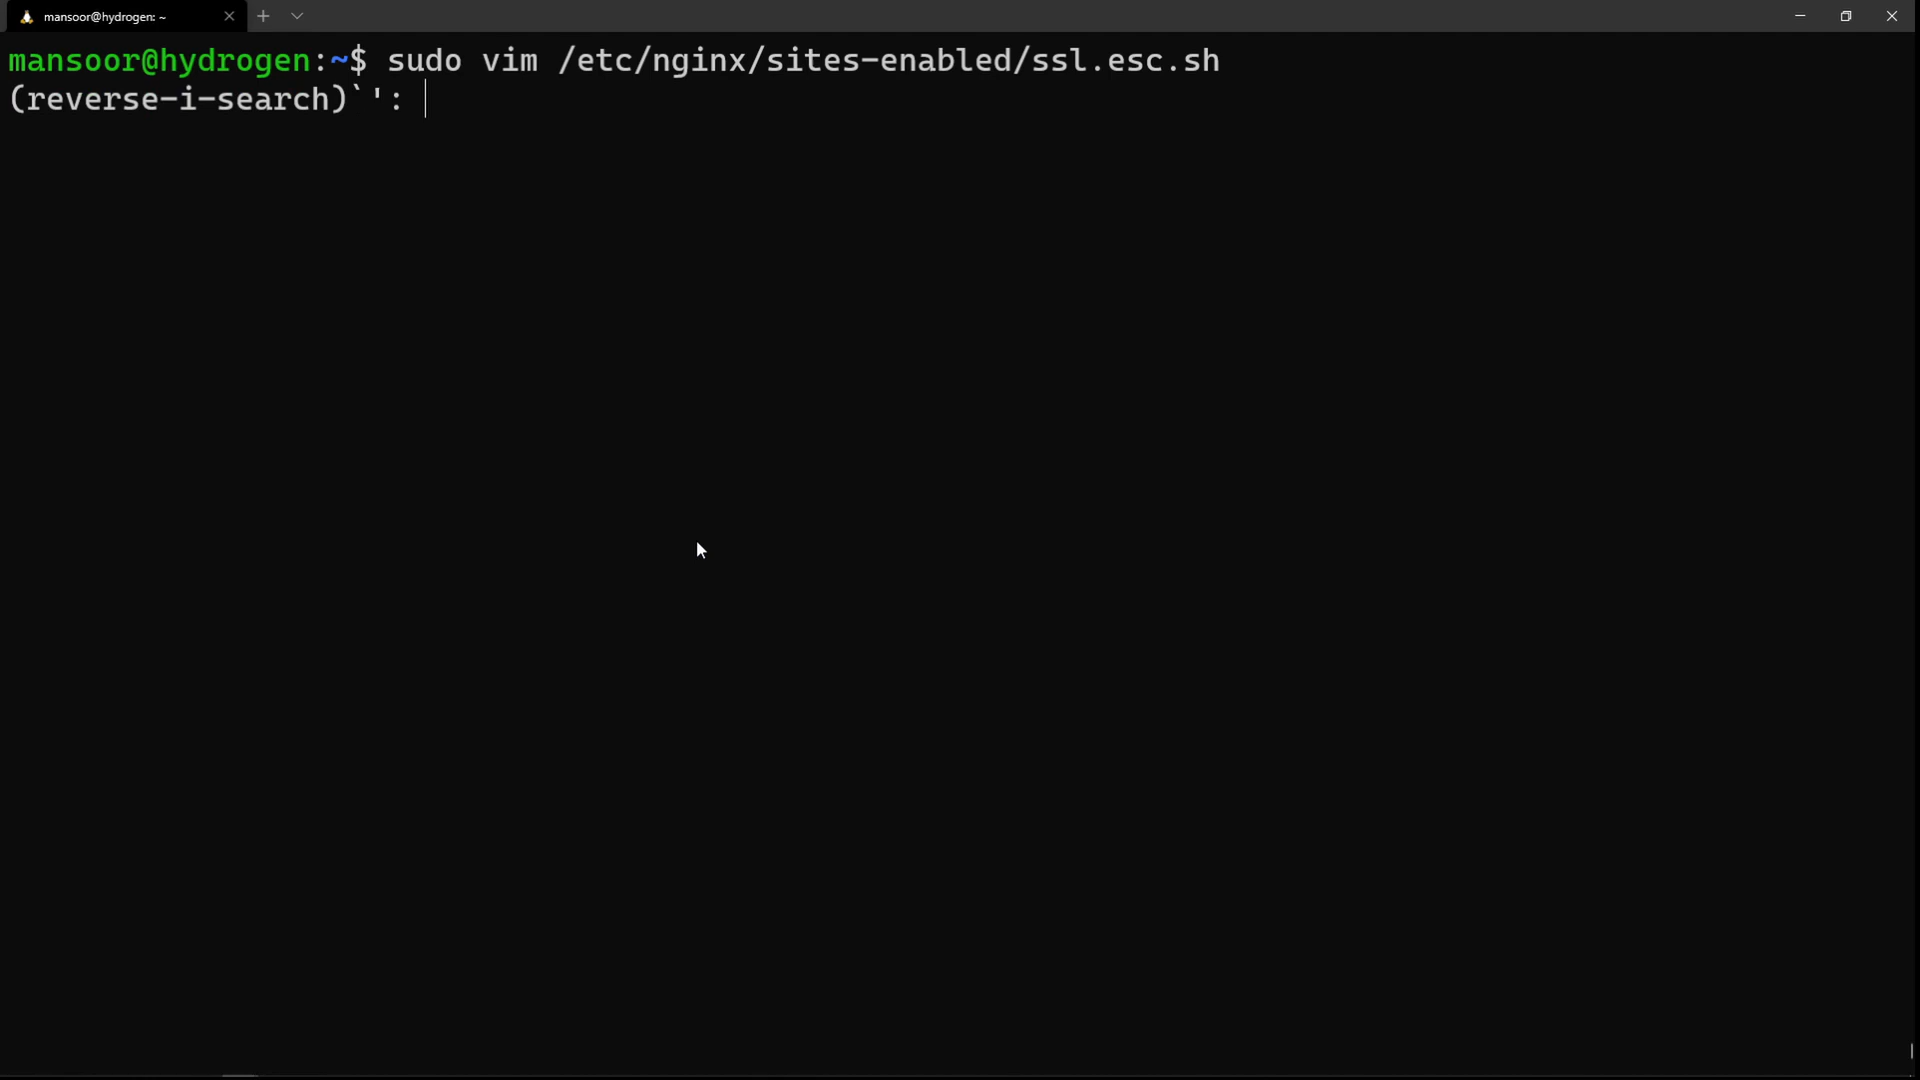 mansoor@hydrogen: ~
mansoor@hydrogen:~$ sudo vim /etc/nginx/sites-enabled/ssl.esc.sh
(reverse-i-search)`':